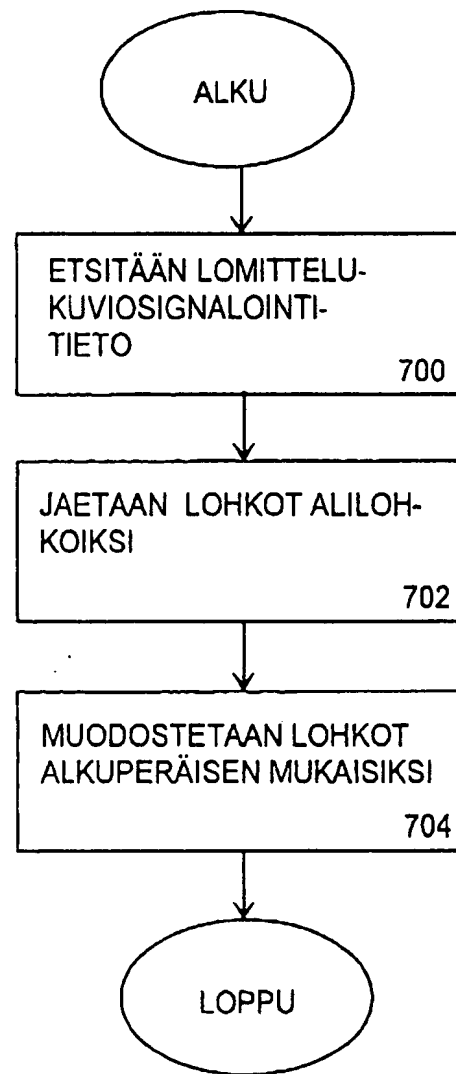 ALKU
ETSITÄÄN LOMITTELU-
KUVIOSIGNALOINTI-
TIETO
700
JAETAAN LOHKOT ALILOH-
KOIKSI
702
MUODOSTETAAN LOHKOT
ALKUPERÄISEN MUKAISIKSI
704
LOPPU